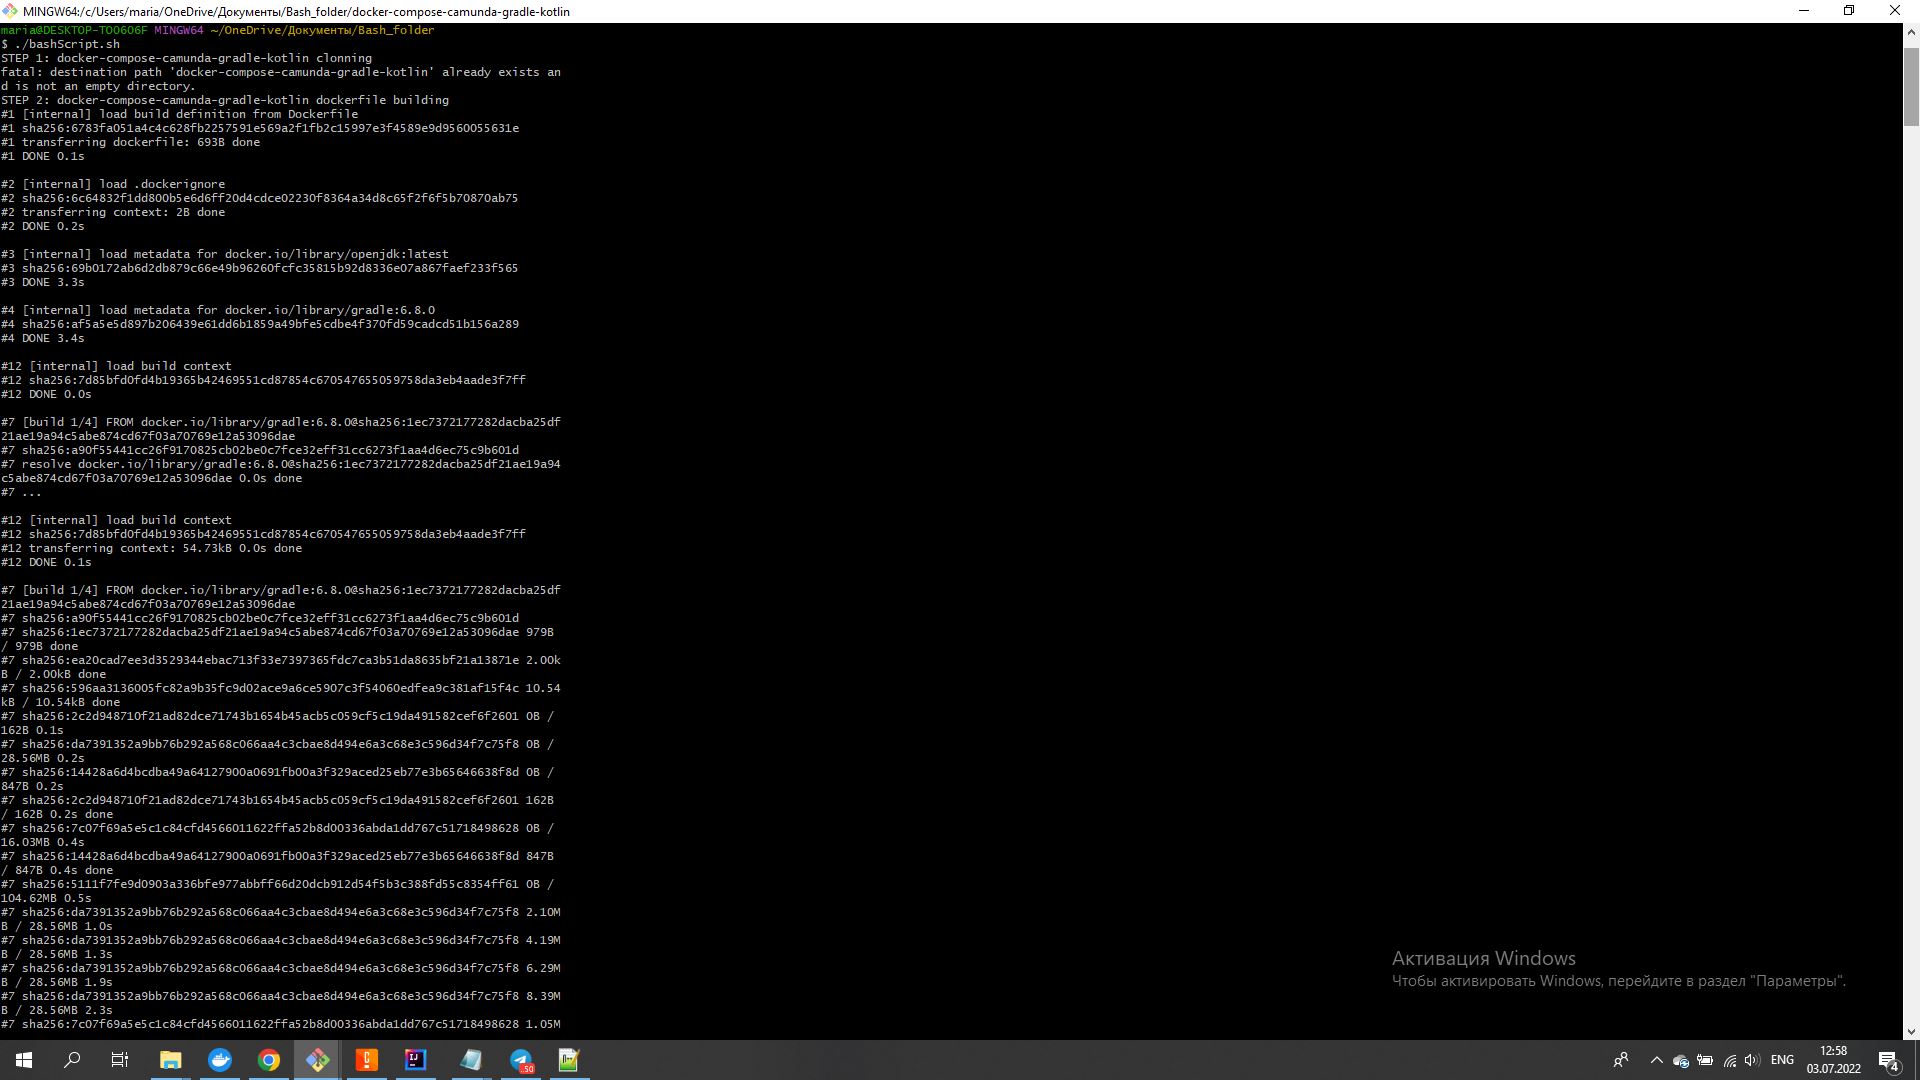 MINGW64:/c/Users/maria/OneDrive/Документы/Bash_folder/docker-compose-camunda-gradle-kotlin
maria@DESKTOP-TOO6O6F MINGW64 ~/OneDrive/Документы/Bash_folder
$ ./bashScript.sh
STEP 1: docker-compose-camunda-gradle-kotlin clonning
fatal: destination path 'docker-compose-camunda-gradle-kotlin' already exists an
d is not an empty directory.
STEP 2: docker-compose-camunda-gradle-kotlin dockerfile building
#1 [internal] load build definition from Dockerfile
#1 sha256:6783fa051a4c4c628fb2257591e569a2f1fb2c15997e3f4589e9d9560055631e
#1 transferring dockerfile: 693B done
#1 DONE 0.1s

#2 [internal] load .dockerignore
#2 sha256:6c64832f1dd800b5e6d6ff20d4cdce02230f8364a34d8c65f2f6f5b70870ab75
#2 transferring context: 2B done
#2 DONE 0.2s

#3 [internal] load metadata for docker.io/library/openjdk:latest
#3 sha256:69b0172ab6d2db879c66e49b96260fcfc35815b92d8336e07a867faef233f565
#3 DONE 3.3s

#4 [internal] load metadata for docker.io/library/gradle:6.8.0
#4 sha256:af5a5e5d897b206439e61dd6b1859a49bfe5cdbe4f370fd59cadcd51b156a289
#4 DONE 3.4s

#12 [internal] load build context
#12 sha256:7d85bfd0fd4b19365b42469551cd87854c670547655059758da3eb4aade3f7ff
#12 DONE 0.0s

#7 [build 1/4] FROM docker.io/library/gradle:6.8.0@sha256:1ec7372177282dacba25df
21ae19a94c5abe874cd67f03a70769e12a53096dae
#7 sha256:a90f55441cc26f9170825cb02be0c7fce32eff31cc6273f1aa4d6ec75c9b601d
#7 resolve docker.io/library/gradle:6.8.0@sha256:1ec7372177282dacba25df21ae19a94
c5abe874cd67f03a70769e12a53096dae 0.0s done
#7 ...

#12 [internal] load build context
#12 sha256:7d85bfd0fd4b19365b42469551cd87854c670547655059758da3eb4aade3f7ff
#12 transferring context: 54.73kB 0.0s done
#12 DONE 0.1s

#7 [build 1/4] FROM docker.io/library/gradle:6.8.0@sha256:1ec7372177282dacba25df
21ae19a94c5abe874cd67f03a70769e12a53096dae
#7 sha256:a90f55441cc26f9170825cb02be0c7fce32eff31cc6273f1aa4d6ec75c9b601d
#7 sha256:1ec7372177282dacba25df21ae19a94c5abe874cd67f03a70769e12a53096dae 979B
/ 979B done
#7 sha256:ea20cad7ee3d3529344ebac713f33e7397365fdc7ca3b51da8635bf21a13871e 2.00k
B / 2.00kB done
#7 sha256:596aa3136005fc82a9b35fc9d02ace9a6ce5907c3f54060edfea9c381af15f4c 10.54
kB / 10.54kB done
#7 sha256:2c2d948710f21ad82dce71743b1654b45acb5c059cf5c19da491582cef6f2601 0B /
162B 0.1s
#7 sha256:da7391352a9bb76b292a568c066aa4c3cbae8d494e6a3c68e3c596d34f7c75f8 0B /
28.56MB 0.2s
#7 sha256:14428a6d4bcdba49a64127900a0691fb00a3f329aced25eb77e3b65646638f8d 0B /
847B 0.2s
#7 sha256:2c2d948710f21ad82dce71743b1654b45acb5c059cf5c19da491582cef6f2601 162B
/ 162B 0.2s done
#7 sha256:7c07f69a5e5c1c84cfd4566011622ffa52b8d00336abda1dd767c51718498628 0B /
16.03MB 0.4s
#7 sha256:14428a6d4bcdba49a64127900a0691fb00a3f329aced25eb77e3b65646638f8d 847B
/ 847B 0.4s done
#7 sha256:5111f7fe9d0903a336bfe977abbff66d20dcb912d54f5b3c388fd55c8354ff61 0B /
104.62MB 0.5s
#7 sha256:da7391352a9bb76b292a568c066aa4c3cbae8d494e6a3c68e3c596d34f7c75f8 2.10M
B / 28.56MB 1.0s
#7 sha256:da7391352a9bb76b292a568c066aa4c3cbae8d494e6a3c68e3c596d34f7c75f8 4.19M
B / 28.56MB 1.3s
#7 sha256:da7391352a9bb76b292a568c066aa4c3cbae8d494e6a3c68e3c596d34f7c75f8 6.29M
B / 28.56MB 1.9s
#7 sha256:da7391352a9bb76b292a568c066aa4c3cbae8d494e6a3c68e3c596d34f7c75f8 8.39M
B / 28.56MB 2.3s
#7 sha256:7c07f69a5e5c1c84cfd4566011622ffa52b8d00336abda1dd767c51718498628 1.05M
Активация Windows
Чтобы активировать Windows, перейдите в раздел "Параметры".
ENG
12:58
03.07.2022
4